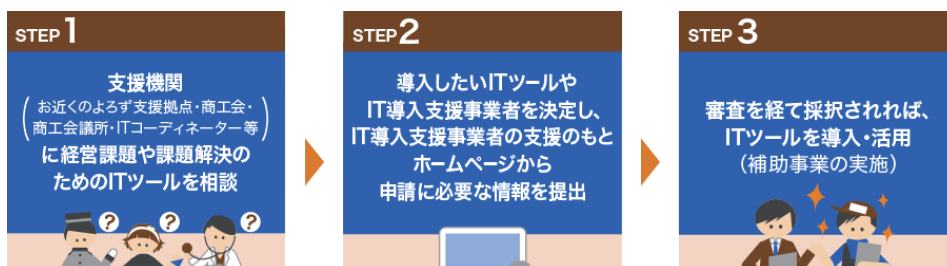 STEP 1
支援機関
(お近くのよろず支援拠点・商工会・
商工会議所・ITコーディネーター等)
に経営課題や課題解決の
ためのITツールを相談
? ? ?
STEP 2
導入したいITツールや
IT導入支援事業者を決定し、
IT導入支援事業者の支援のもと
ホームページから
申請に必要な情報を提出
STEP 3
審査を経て採択されれば、
ITツールを導入・活用
(補助事業の実施)